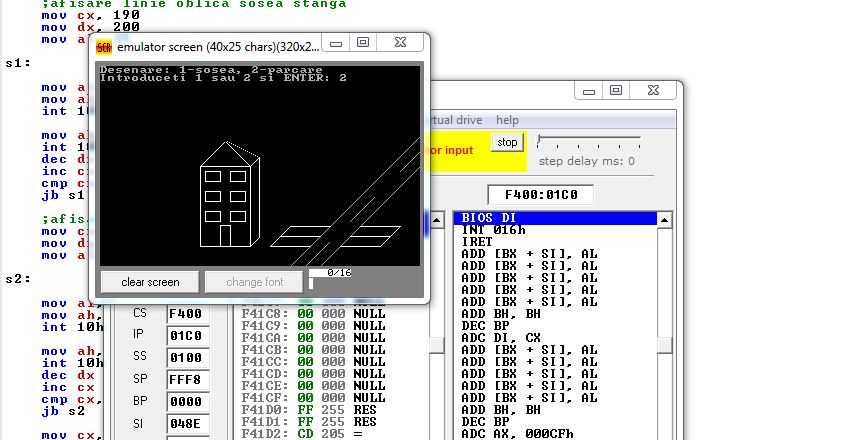 ;afisare linie oblica sosea stanga
mov cx, 190
mov dx, 200
mov a
s1:
mov a
mov a
int 10
mov a
int 10
dec d
inc c
cmp c
jb s1
;afisa
mov c
mov d
s2:
mov al,
mov ah,
int 10h
mov ah,
int 10h
dec dx
inc cx
cmp cx,
jb s2
mov cx,
SCR emulator screen (40x25 chars)(320x2...
Desenare: 1-sosea, 2-parcare
Introduceti 1 sau 2 si ENTER: 2
clear screen
change font
0/16
rtual drive help
or input
stop
step delay ms: 0
F400:01C0
CS F400
IP 01C0
SS 0100
SP FFF8
BP 0000
SI 048E
F41C8: 00 000 NULL
F41C9: 00 000 NULL
F41CA: 00 000 NULL
F41CB: 00 000 NULL
F41CC: 00 000 NULL
F41CD: 00 000 NULL
F41CE: 00 000 NULL
F41CF: 00 000 NULL
F41D0: FF 255 RES
F41D1: FF 255 RES
F41D2: CD 205 =
BIOS DI
INT 016h
IRET
ADD [BX + SI], AL
ADD [BX + SI], AL
ADD [BX + SI], AL
ADD [BX + SI], AL
ADD [BX + SI], AL
ADD BH, BH
DEC BP
ADC DI, CX
ADD [BX + SI], AL
ADD [BX + SI], AL
ADD [BX + SI], AL
ADD [BX + SI], AL
ADD [BX + SI], AL
ADD BH, BH
DEC BP
ADC AX, 000CFh